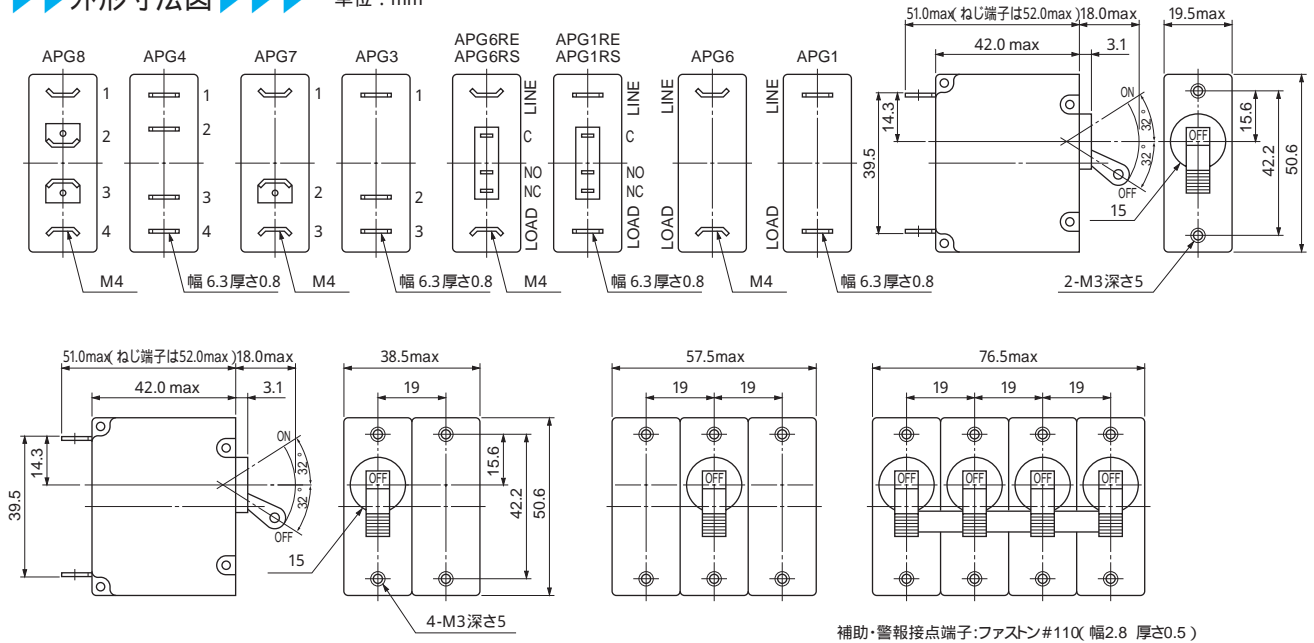 外形寸法図 単位：mm
APG8
APG4
APG7
APG3
APG6RE
APG6RS
APG1RE
APG1RS
APG6
APG1
1
2
3
4
M4
1
2
3
4
幅 6.3厚さ0.8
1
2
3
M4
1
2
3
幅 6.3厚さ0.8
LINE
C
NO
NC
LOAD
M4
LINE
C
NO
NC
LOAD
幅 6.3厚さ0.8
LINE
LOAD
M4
LINE
LOAD
幅 6.3厚さ0.8
51.0max(ねじ端子は52.0max)
18.0max
42.0 max
3.1
14.3
39.5
ON
32°
32°
OFF
19.5max
OFF
15
15.6
42.2
50.6
2-M3深さ5
51.0max(ねじ端子は52.0max)
18.0max
42.0 max
3.1
14.3
39.5
ON
32°
32°
OFF
38.5max
19
OFF
15
15.6
42.2
50.6
4-M3深さ5
57.5max
19
19
OFF
76.5max
19
19
19
OFF
OFF
OFF
OFF
補助・警報接点端子:ファストン#110(幅2.8 厚さ0.5)